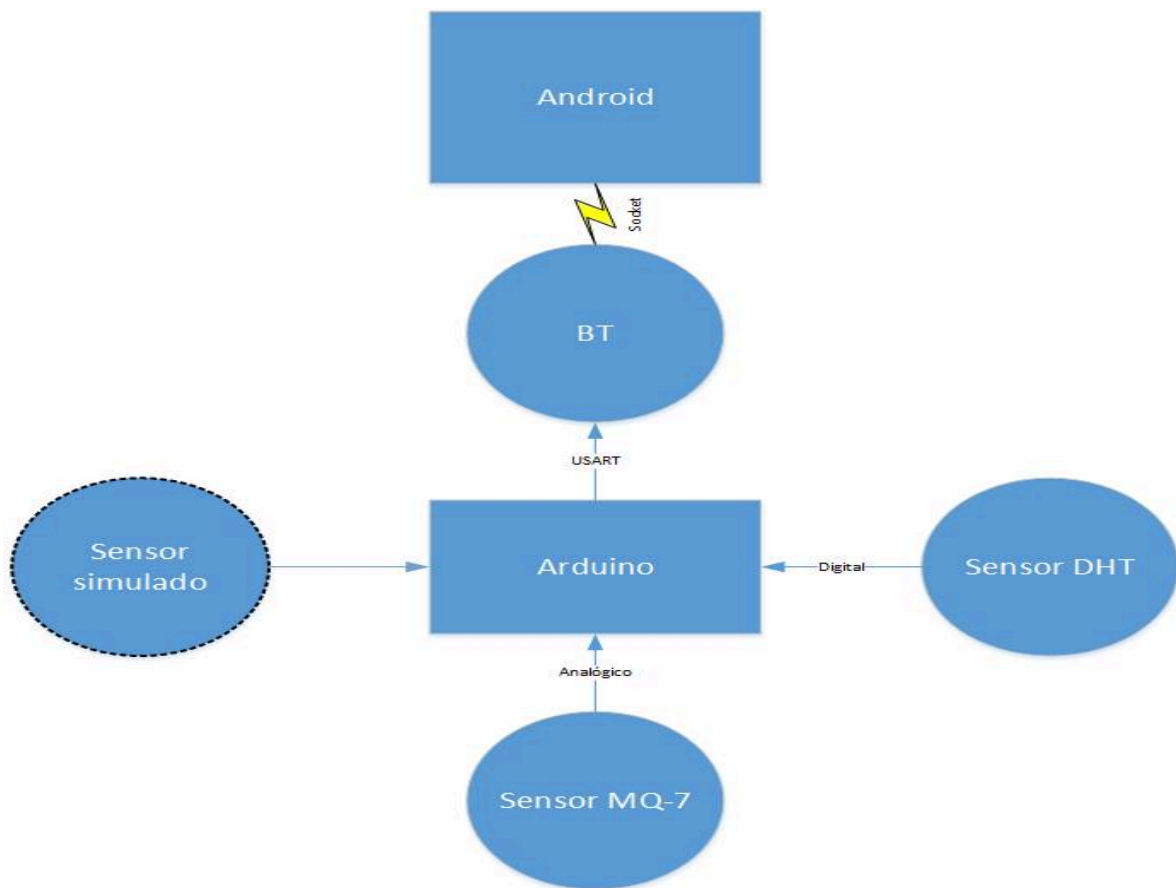 Android
Socket
BT
USART
Sensor
simulado
Arduino
Digital
Sensor DHT
Analógico
Sensor MQ-7